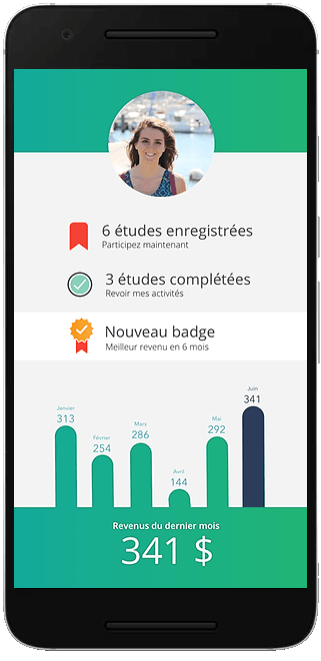 6 études enregistrées
Participez maintenant
3 études complétées
Revoir mes activités
Nouveau badge
Meilleur revenu en 6 mois
Janvier
313
Février
254
Mars
286
Avril
144
Mai
292
Juin
341
Revenus du dernier mois
341 $